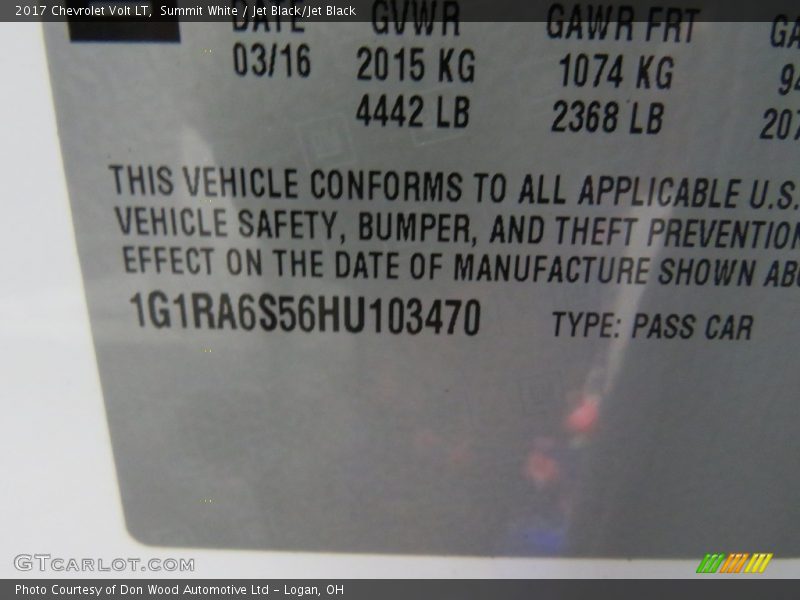 2017 Chevrolet Volt LT, Summit White / Jet Black/Jet Black
DATE GVWR GAWR FRT
03/16 2015 KG 1074 KG
4442 LB 2368 LB
THIS VEHICLE CONFORMS TO ALL APPLICABLE U.S.
VEHICLE SAFETY, BUMPER, AND THEFT PREVENTION
EFFECT ON THE DATE OF MANUFACTURE SHOWN
1G1RA6S56HU103470 TYPE: PASS CAR
GTCARLOT.COM
Photo Courtesy of Don Wood Automotive Ltd - Logan, OH